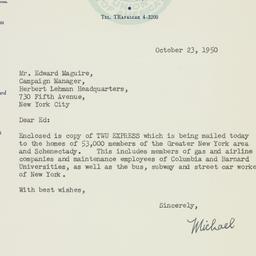 Tel. TRafalgar 4-3200
October 23, 1950
Mr. Edward Maguire,
Campaign Manager,
Herbert Lehman Headquarters,
730 Fifth Avenue,
New York City
Dear Ed:
Enclosed is copy of TWU EXPRESS which is being mailed today
to the homes of 53,000 members of the Greater New York area
and Schenectady. This includes members of gas and airline
companies and maintenance employees of Columbia and Barnard
Universities, as well as the bus, subway and street car worke
of New York.
With best wishes,
Sincerely,
Michael